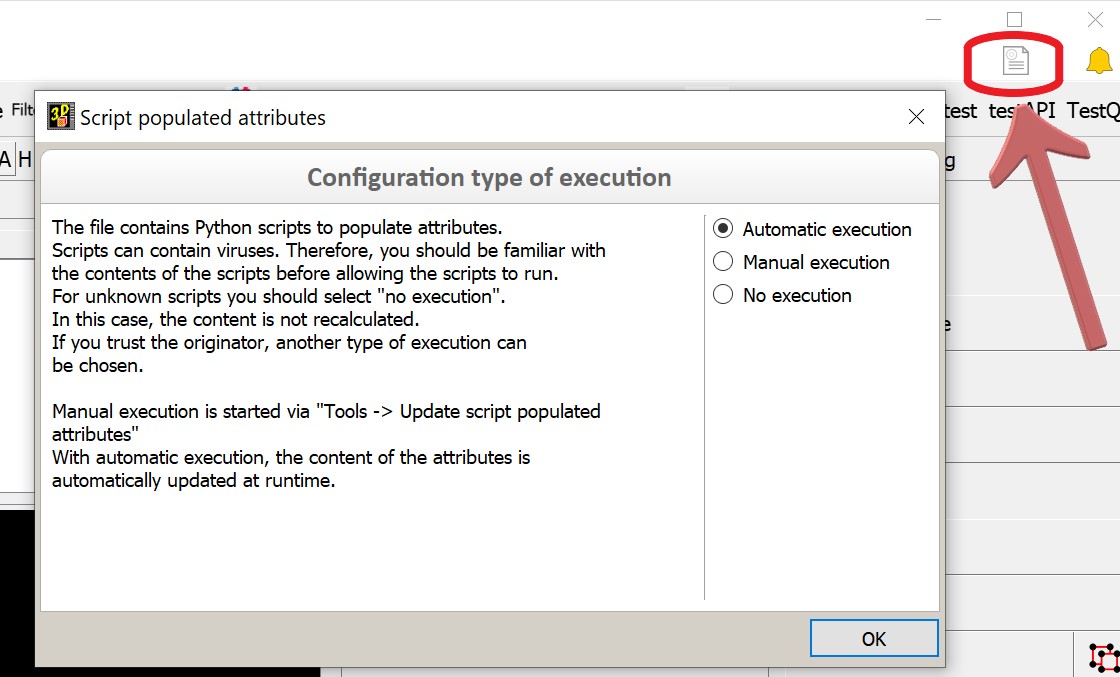 Filt
test testAPI TestQ
3D Script populated attributes
A H
g
Configuration type of execution
The file contains Python scripts to populate attributes.
Scripts can contain viruses. Therefore, you should be familiar with
the contents of the scripts before allowing the scripts to run.
For unknown scripts you should select "no execution".
In this case, the content is not recalculated.
If you trust the originator, another type of execution can
be chosen.
Manual execution is started via "Tools -> Update script populated
attributes"
With automatic execution, the content of the attributes is
automatically updated at runtime.
Automatic execution
Manual execution
No execution
e
OK